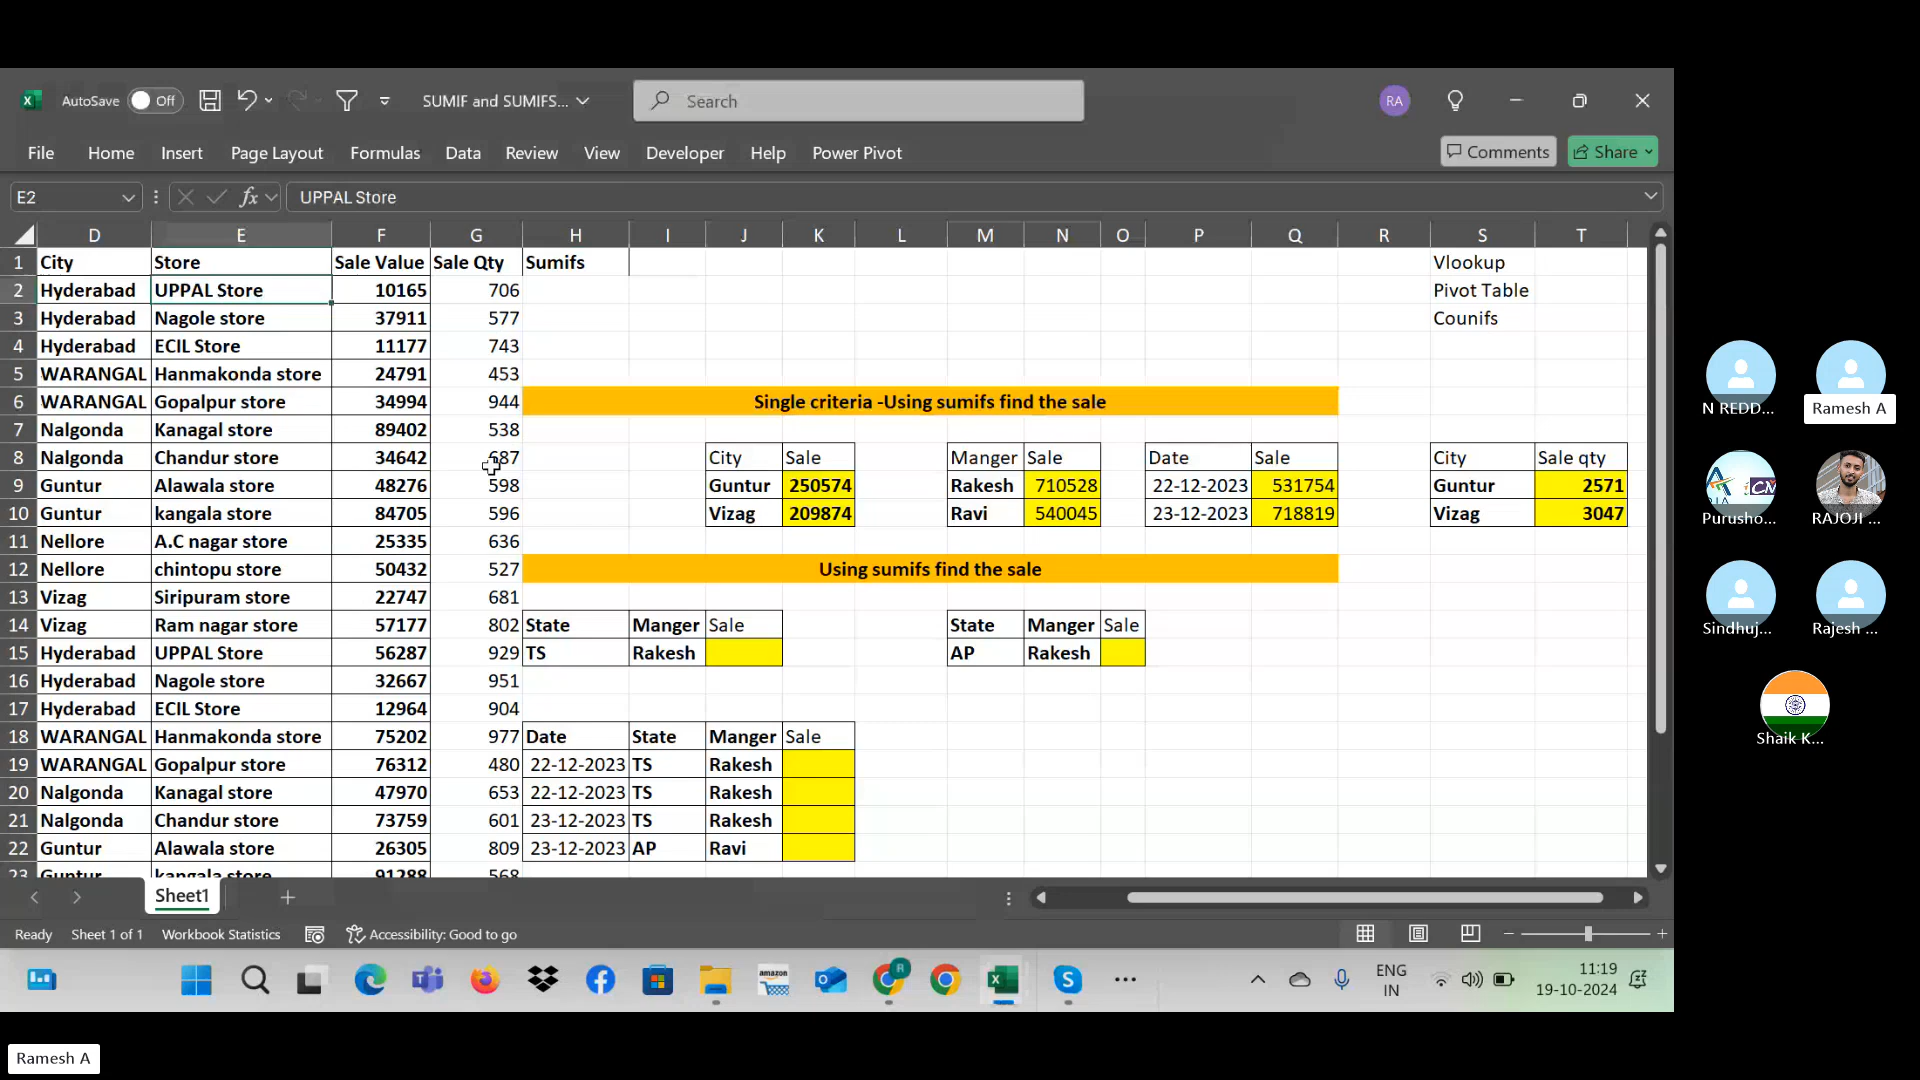 AutoSave Off SUMIF and SUMIFS... Search RA
File Home Insert Page Layout Formulas Data Review View Developer Help Power Pivot Comments Share
E2 fx UPPAL Store
D E F G H I J K L M N O P Q R S T
1 City Store Sale Value Sale Qty Sumifs Vlookup
2 Hyderabad UPPAL Store 10165 706 Pivot Table
3 Hyderabad Nagole store 37911 577 Counifs
4 Hyderabad ECIL Store 11177 743
5 WARANGAL Hanmakonda store 24791 453
6 WARANGAL Gopalpur store 34994 944 Single criteria -Using sumifs find the sale
7 Nalgonda Kanagal store 89402 538
8 Nalgonda Chandur store 34642 687 City Sale Manger Sale Date Sale City Sale qty
9 Guntur Alawala store 48276 598 Guntur 250574 Rakesh 710528 22-12-2023 531754 Guntur 2571
10 Guntur kangala store 84705 596 Vizag 209874 Ravi 540045 23-12-2023 718819 Vizag 3047
11 Nellore A.C nagar store 25335 636
12 Nellore chintopu store 50432 527 Using sumifs find the sale
13 Vizag Siripuram store 22747 681
14 Vizag Ram nagar store 57177 802 State Manger Sale State Manger Sale
15 Hyderabad UPPAL Store 56287 929 TS Rakesh AP Rakesh
16 Hyderabad Nagole store 32667 951
17 Hyderabad ECIL Store 12964 904
18 WARANGAL Hanmakonda store 75202 977 Date State Manger Sale
19 WARANGAL Gopalpur store 76312 480 22-12-2023 TS Rakesh
20 Nalgonda Kanagal store 47970 653 22-12-2023 TS Rakesh
21 Nalgonda Chandur store 73759 601 23-12-2023 TS Rakesh
22 Guntur Alawala store 26305 809 23-12-2023 AP Ravi
23 Guntur kangala store 91288 568
Sheet1
Ready Sheet 1 of 1 Workbook Statistics Accessibility: Good to go
amazon
R
ENG
IN
11:19
19-10-2024
N REDD... Ramesh A
Purusho... RAJOJI ...
Sindhuj... Rajesh ...
Shaik K...
Ramesh A